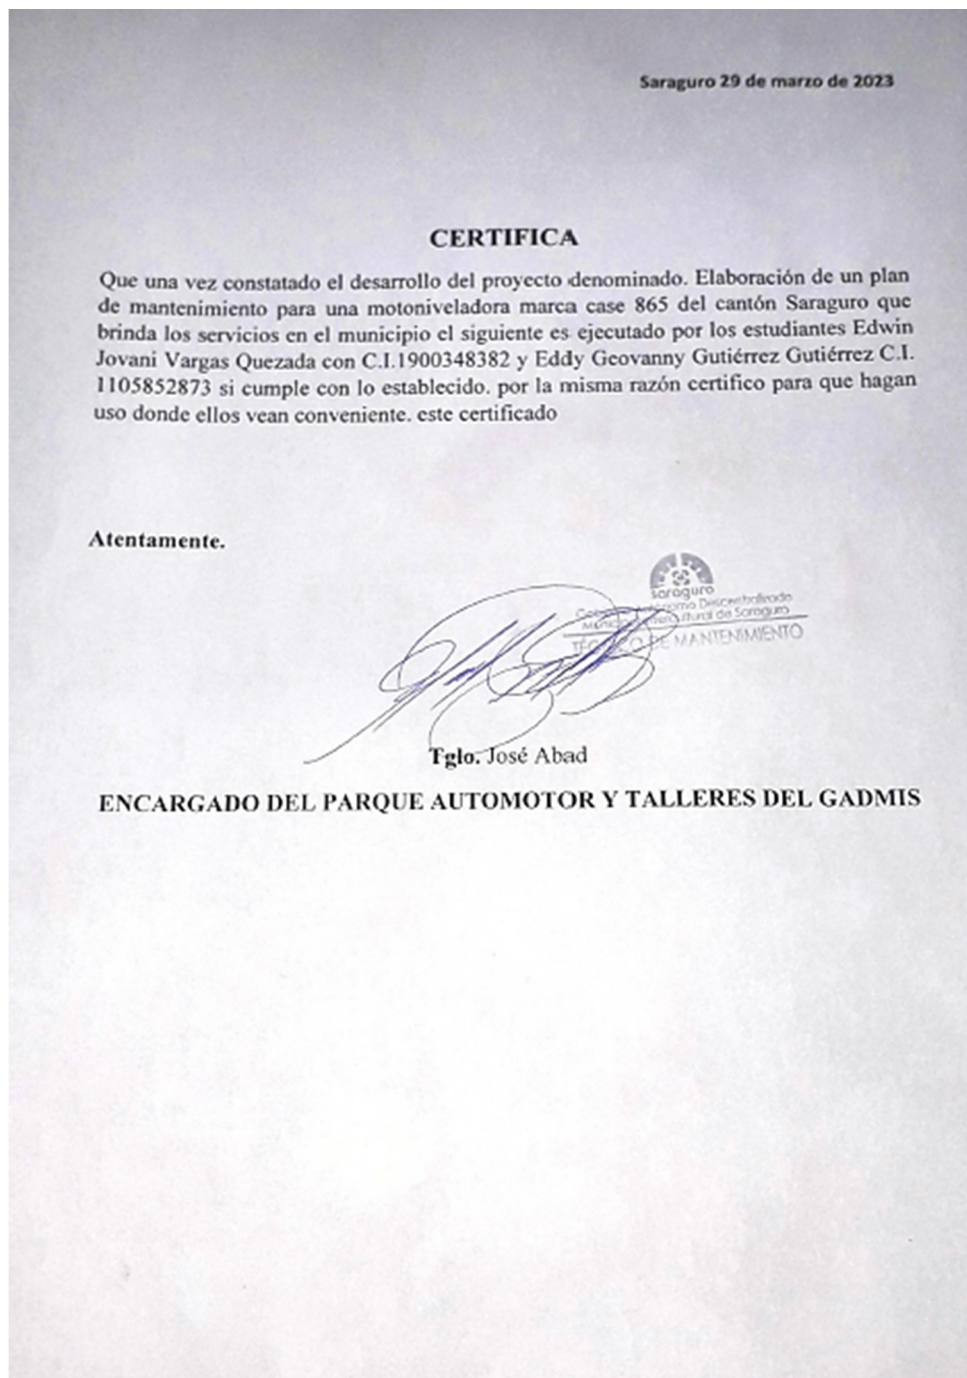 Saraguro 29 de marzo de 2023
CERTIFICA
Que una vez constatado el desarrollo del proyecto denominado. Elaboración de un plan
de mantenimiento para una motoniveladora marca case 865 del cantón Saraguro que
brinda los servicios en el municipio el siguiente es ejecutado por los estudiantes Edwin
Jovani Vargas Quezada con C.I.1900348382 y Eddy Geovanny Gutiérrez Gutiérrez C.I.
1105852873 si cumple con lo establecido. por la misma razón certifico para que hagan
uso donde ellos vean conveniente. este certificado
Atentamente.
saraguro
Descentralizado
de Saraguro
DE MANTENIMIENTO
Tglo. José Abad
ENCARGADO DEL PARQUE AUTOMOTOR Y TALLERES DEL GADMIS